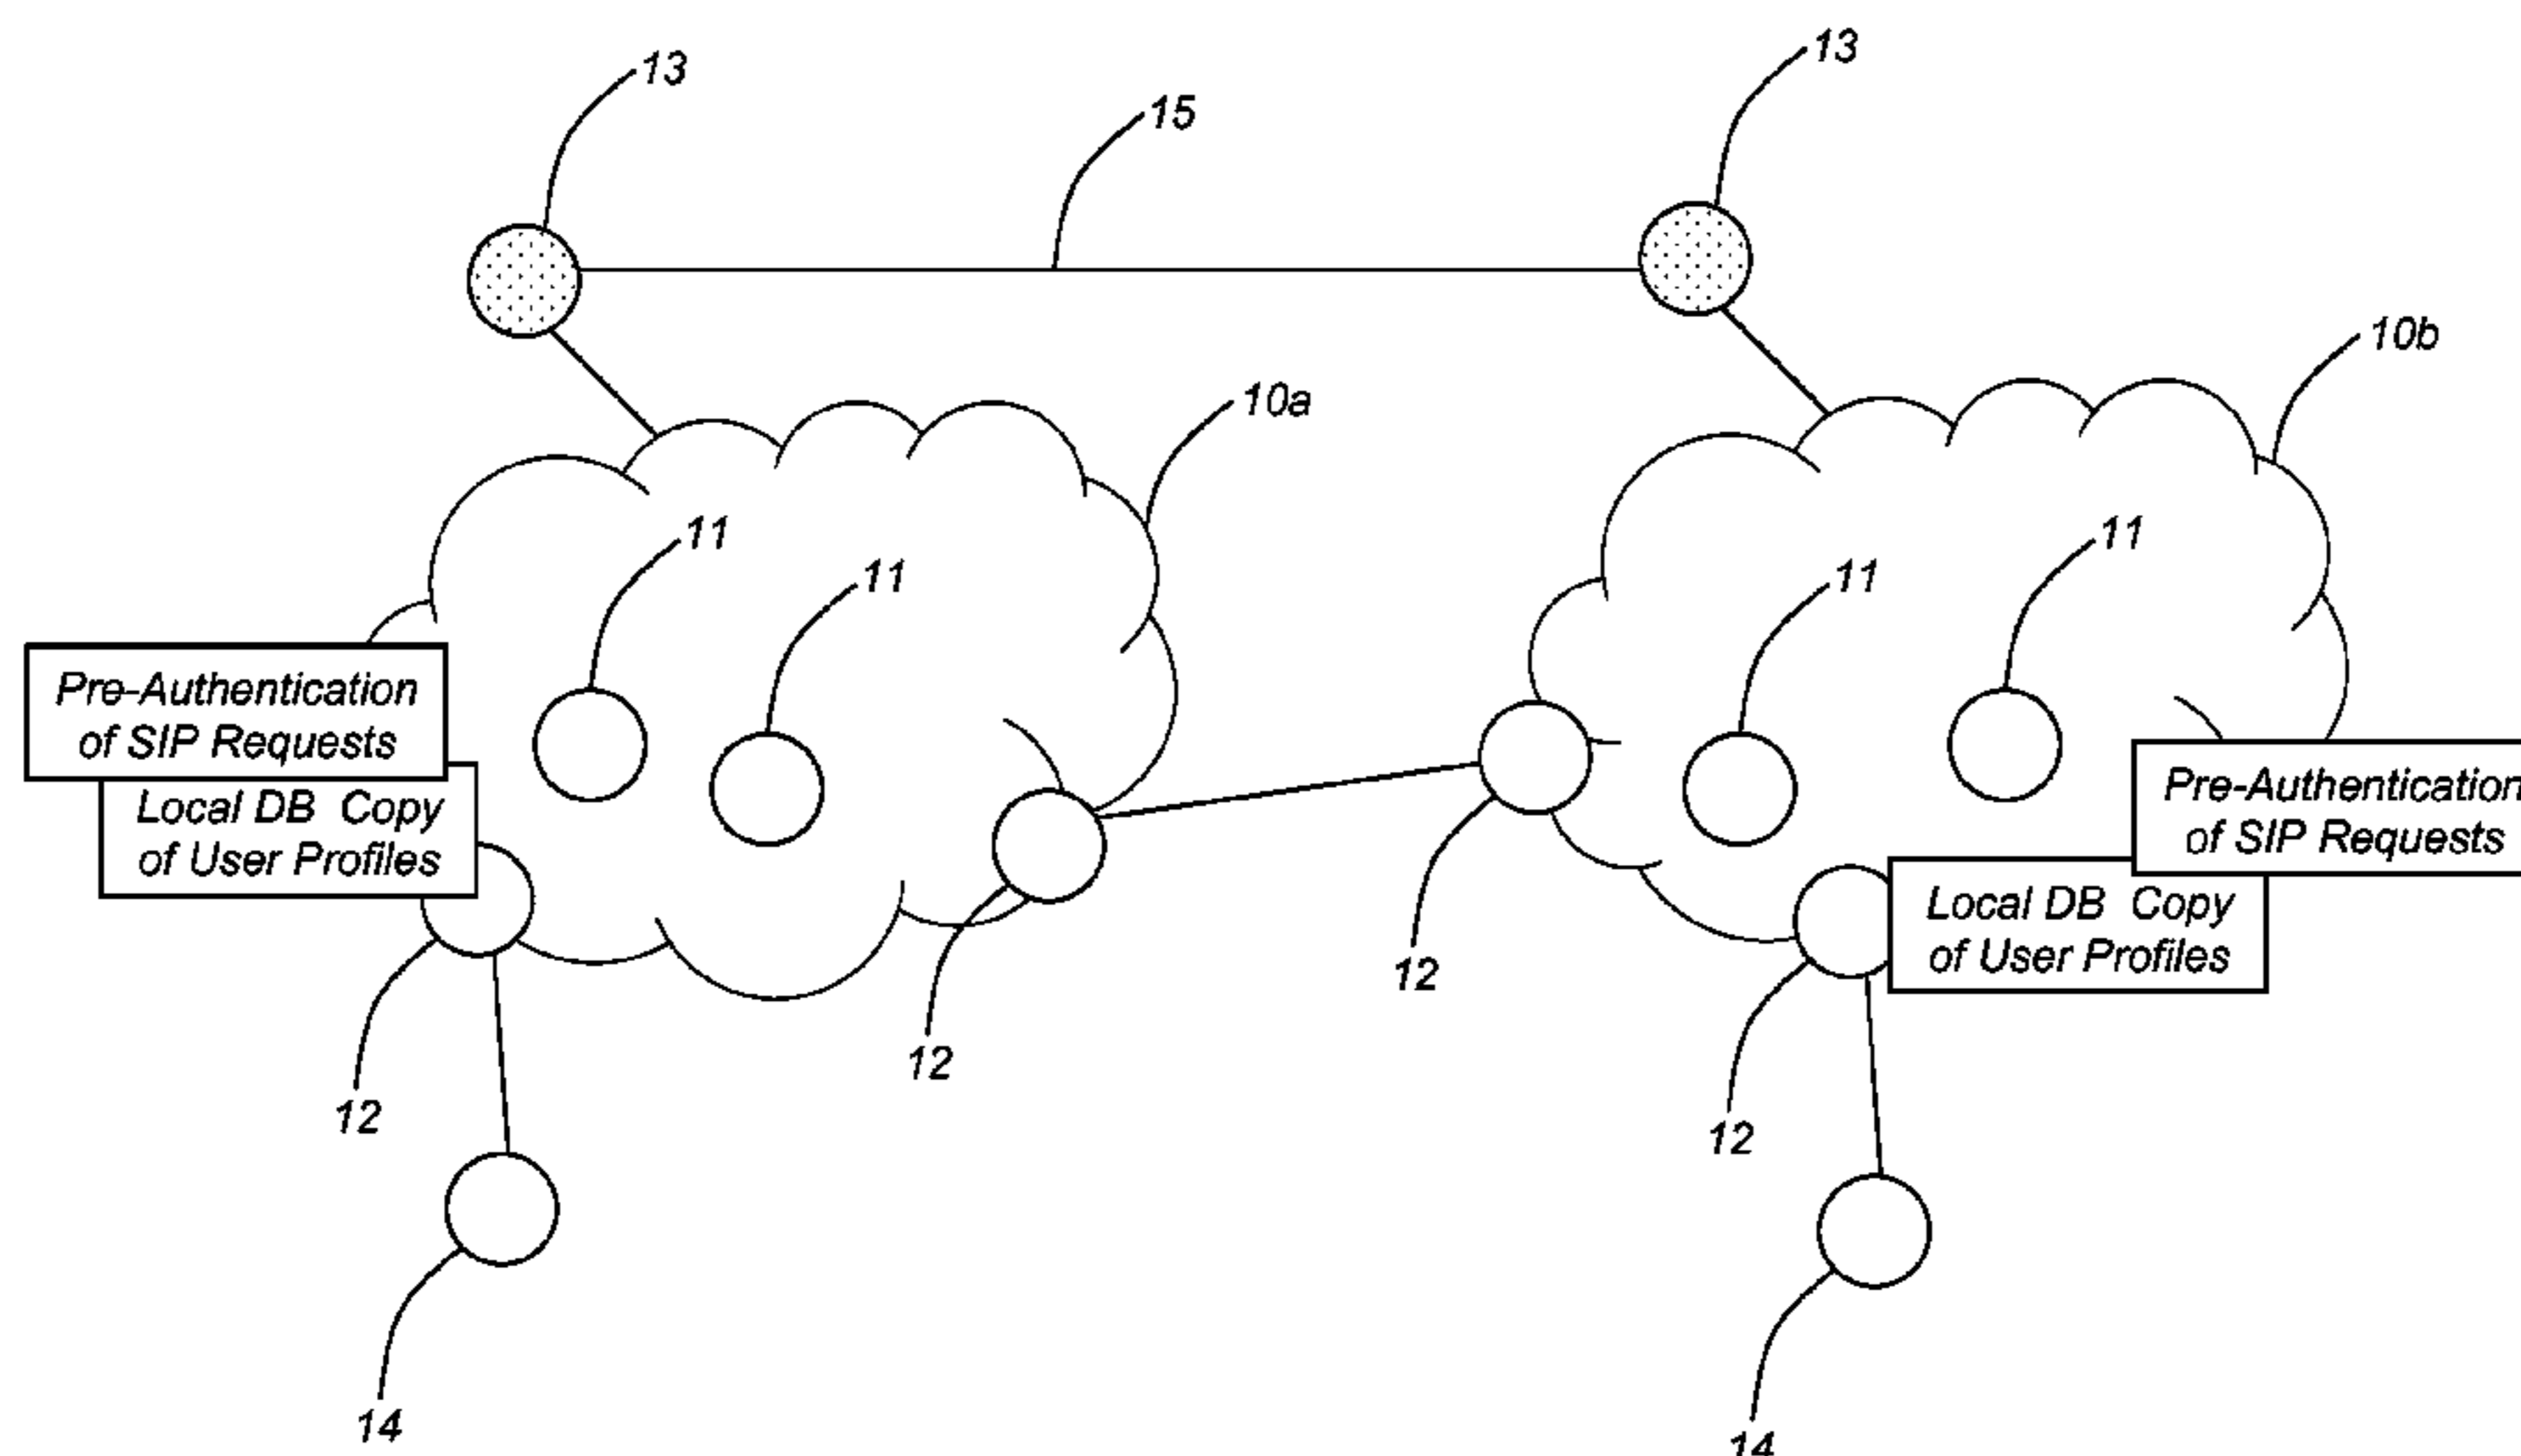 13
13
15
10b
10a
11
11
11
11
Pre-Authentication
of SIP Requests
Local DB Copy
of User Profiles
Pre-Authentication
of SIP Requests
Local DB Copy
of User Profiles
12
12
12
12
14
14